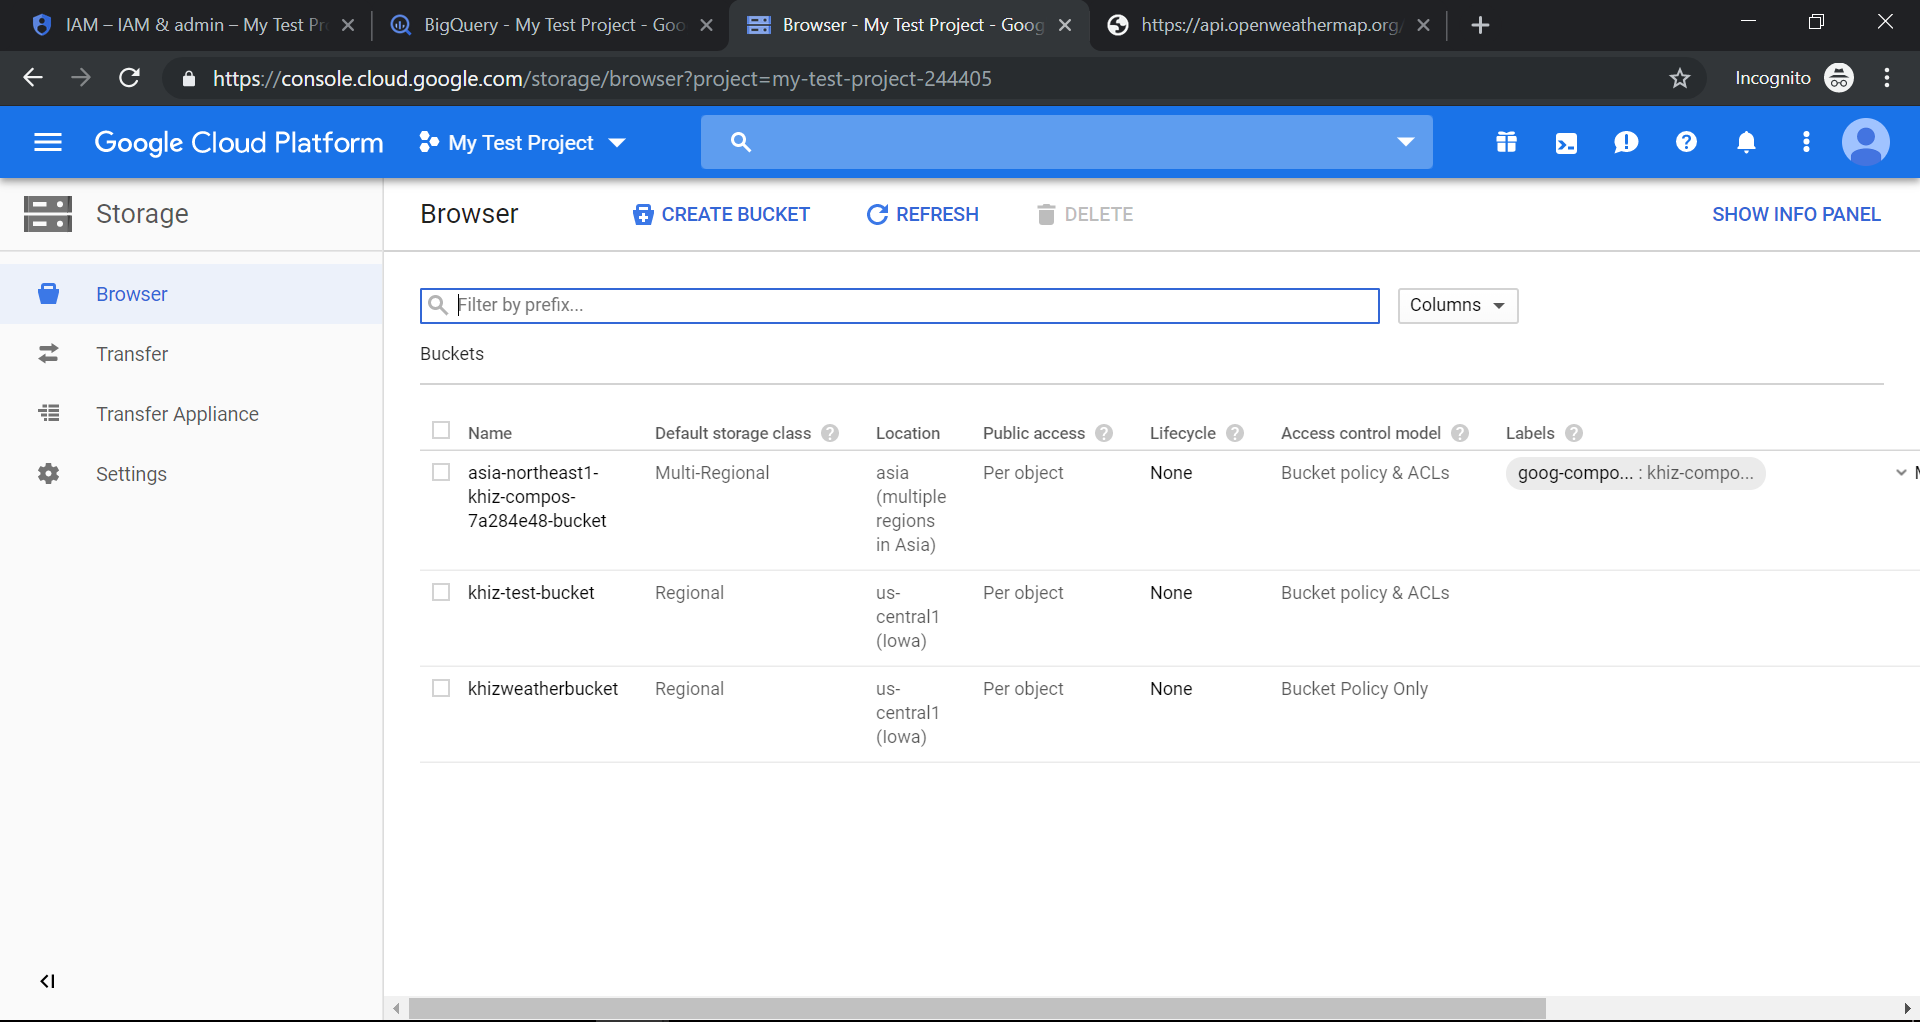 IAM – IAM & admin – My Test Pr
BigQuery - My Test Project - Goo
Browser - My Test Project - Goog
https://api.openweathermap.org/
https://console.cloud.google.com/storage/browser?project=my-test-project-244405
Incognito
Google Cloud Platform
My Test Project
Storage
Browser
CREATE BUCKET
REFRESH
DELETE
SHOW INFO PANEL
Browser
Transfer
Transfer Appliance
Settings
Filter by prefix...
Columns
Buckets
Name Default storage class Location Public access Lifecycle Access control model Labels
asia-northeast1- Multi-Regional asia Per object None Bucket policy & ACLs goog-compo... : khiz-compo...
khiz-compos- (multiple
7a284e48-bucket regions
in Asia)
khiz-test-bucket Regional us- Per object None Bucket policy & ACLs
central1
(Iowa)
khizweatherbucket Regional us- Per object None Bucket Policy Only
central1
(Iowa)